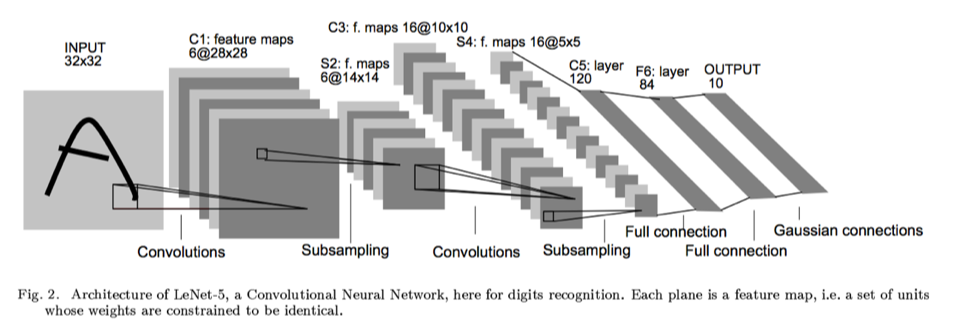 INPUT
32x32
C1: feature maps
6@28x28
S2: f. maps
6@14x14
C3: f. maps 16@10x10
S4: f. maps 16@5x5
C5: layer
120
F6: layer
84
OUTPUT
10
A
Convolutions
Subsampling
Convolutions
Subsampling
Full connection
Full connection
Gaussian connections
Fig. 2. Architecture of LeNet-5, a Convolutional Neural Network, here for digits recognition. Each plane is a feature map, i.e. a set of units
whose weights are constrained to be identical.